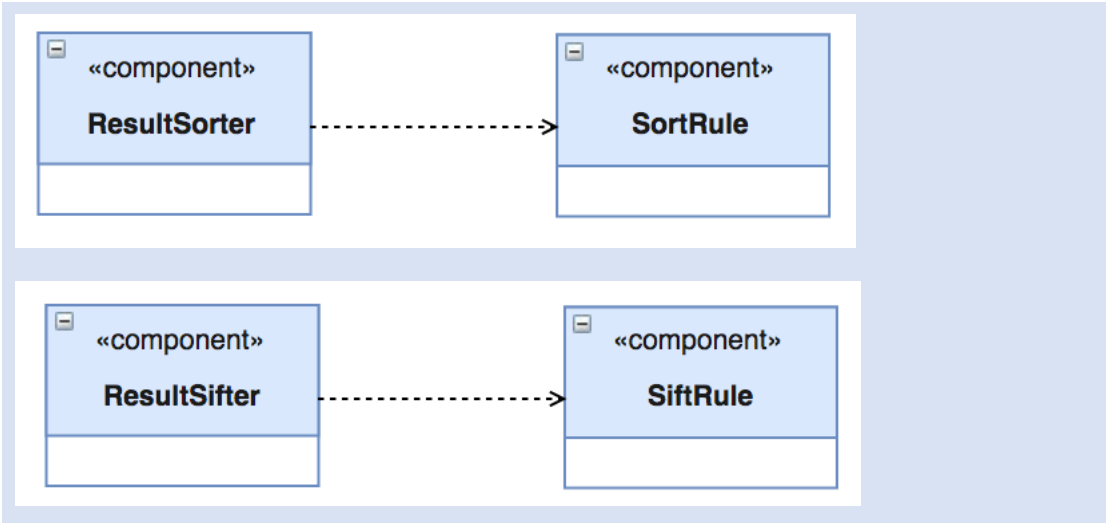 «component»
ResultSorter
«component»
SortRule
«component»
ResultSifter
«component»
SiftRule